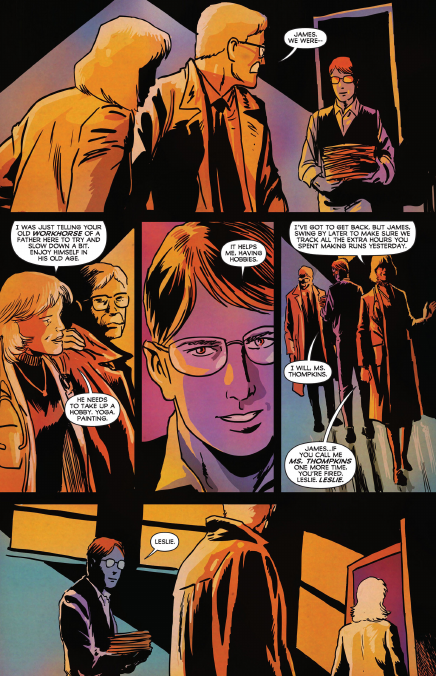 JAMES.
WE WERE--
I WAS JUST TELLING YOUR
OLD WORKHORSE OF A
FATHER HERE TO TRY AND
SLOW DOWN A BIT.
ENJOY HIMSELF IN
HIS OLD AGE.
HE NEEDS
TO TAKE UP A
HOBBY. YOGA.
PAINTING.
IT HELPS
ME, HAVING
HOBBIES.
I'VE GOT TO GET BACK, BUT JAMES,
SWING BY LATER TO MAKE SURE WE
TRACK ALL THE EXTRA HOURS YOU
SPENT MAKING RUNS YESTERDAY.
I WILL, MS.
THOMPKINS.
JAMES...IF
YOU CALL ME
MS. THOMPKINS
ONE MORE TIME,
YOU'RE FIRED.
LESLIE. LESLIE.
LESLIE.